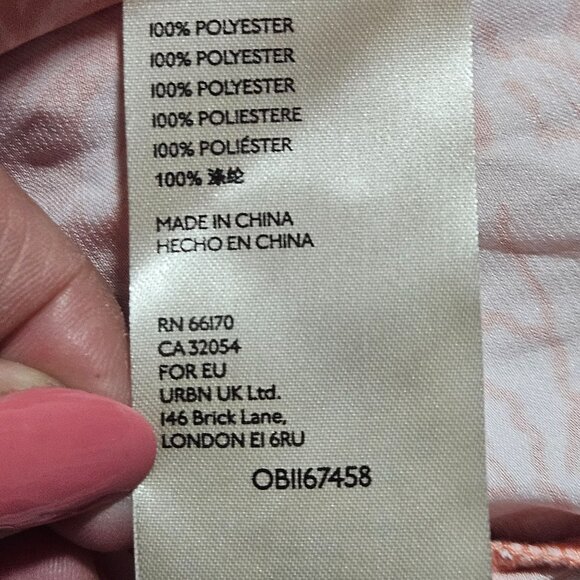 100% POLYESTER
100% POLYESTER
100% POLYESTER
100% POLIESTERE
100% POLIÉSTER
100% 涤纶
MADE IN CHINA
HECHO EN CHINA
RN 66170
CA 32054
FOR EU
URBN UK Ltd.
146 Brick Lane,
LONDON E1 6RU
OB1167458